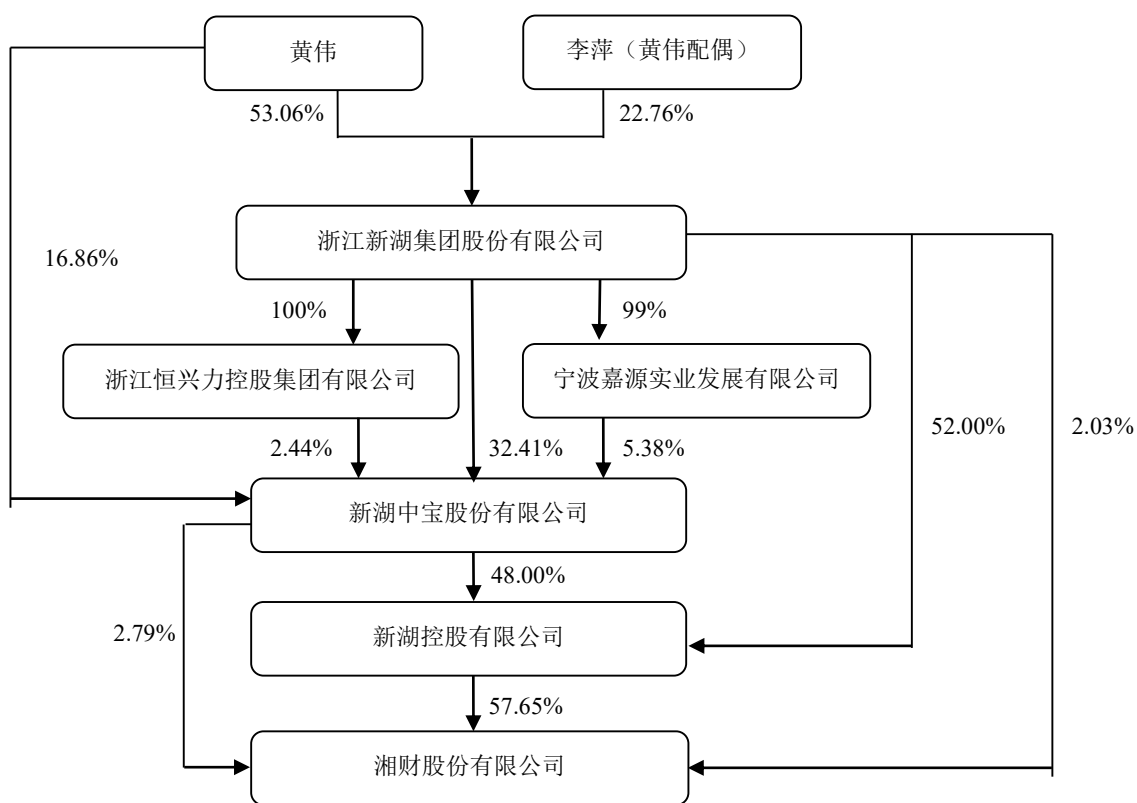 黄伟
李萍（黄伟配偶）
53.06%
22.76%
浙江新湖集团股份有限公司
16.86%
100%
99%
浙江恒兴力控股集团有限公司
宁波嘉源实业发展有限公司
52.00%
2.03%
2.44%
32.41%
5.38%
新湖中宝股份有限公司
48.00%
2.79%
新湖控股有限公司
57.65%
湘财股份有限公司